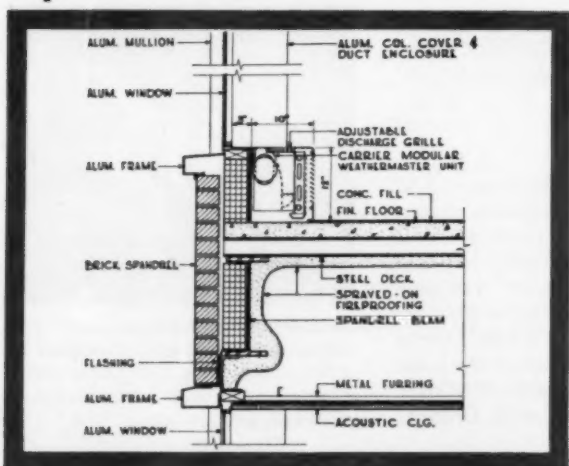 ALUM. MULLION
ALUM. WINDOW
ALUM. FRAME
BRICK SPANDREL
FLASHING
ALUM. FRAME
ALUM. WINDOW
10"
12"
ALUM. COL. COVER &
DUCT ENCLOSURE
ADJUSTABLE
DISCHARGE GRILLE
CARRIER MODULAR
WEATHERMASTER UNIT
CONC. FILL
FIN. FLOOR
STEEL DECK
SPRAYED-ON
FIREPROOFING
SPANDREL BEAM
METAL FURRING
ACOUSTIC CLG.